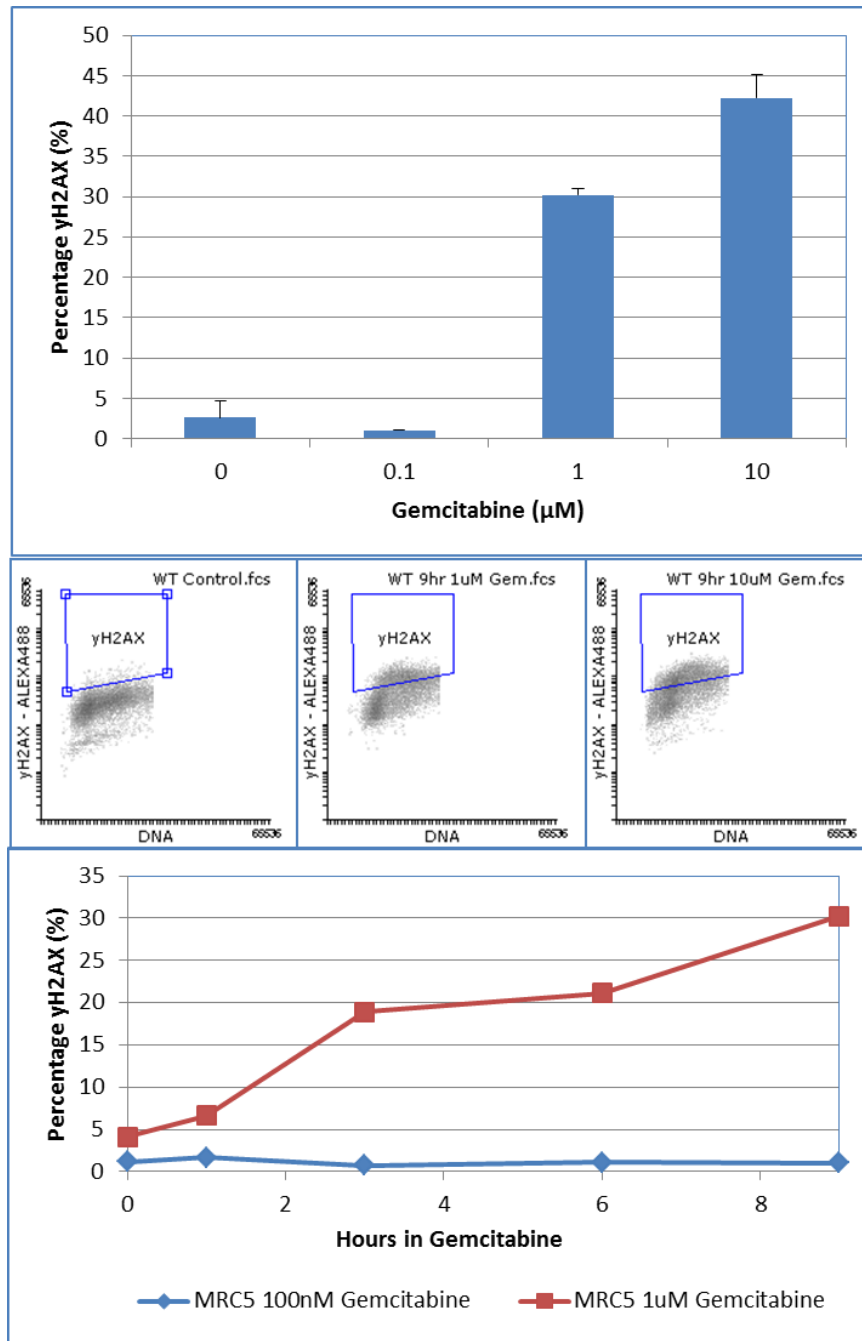 50
45
40
35
30
25
20
15
10
5
0
Percentage yH2AX (%)
0 0.1 1 10
Gemcitabine (µM)
WT Control.fcs
65536
yH2AX
yH2AX - ALEXA488
DNA
65536
WT 9hr 1uM Gem.fcs
65536
yH2AX
yH2AX - ALEXA488
DNA
65536
WT 9hr 10uM Gem.fcs
65536
yH2AX
yH2AX - ALEXA488
DNA
65536
35
30
25
20
15
10
5
0
Percentage yH2AX (%)
0 2 4 6 8
Hours in Gemcitabine
MRC5 100nM Gemcitabine
MRC5 1uM Gemcitabine